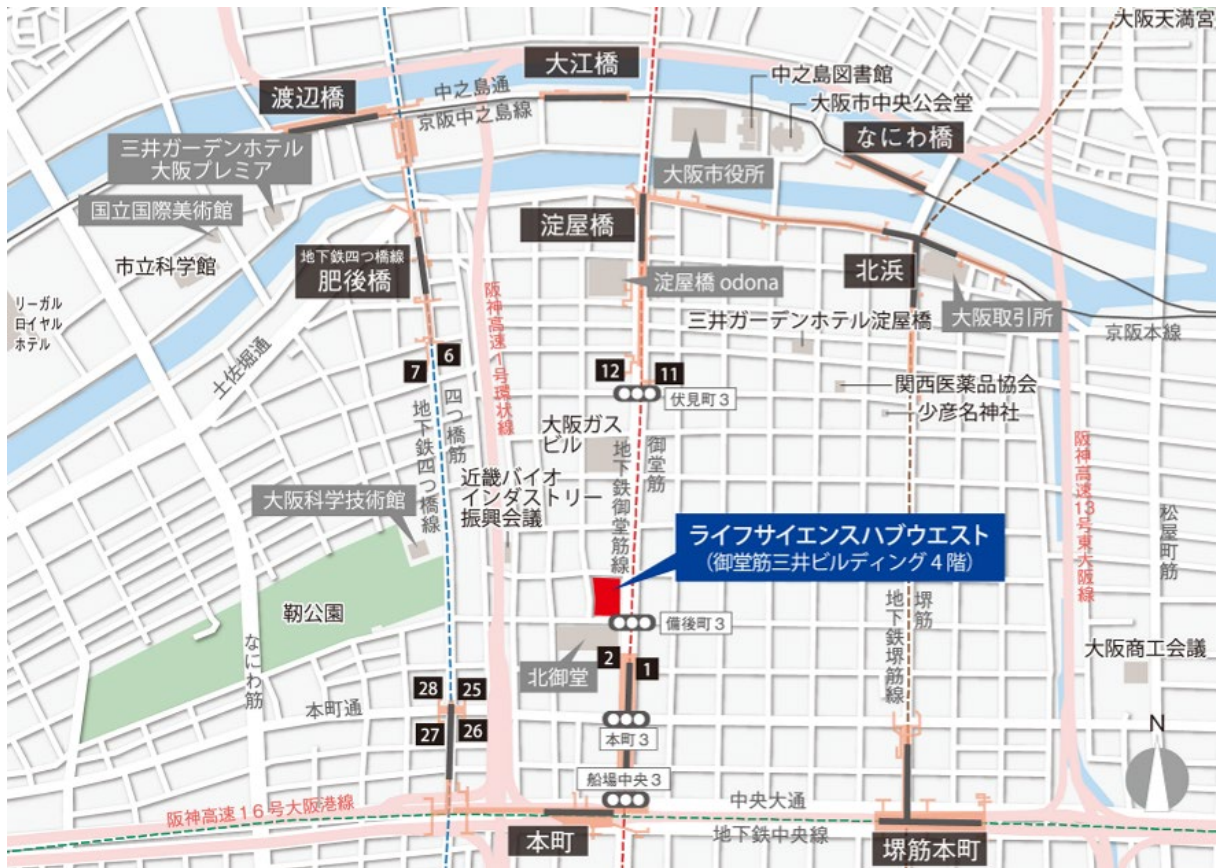 大阪天満宮
大江橋
中之島図書館
渡辺橋
中之島通
京阪中之島線
大阪市中央公会堂
なにわ橋
三井ガーデンホテル
大阪プレミア
大阪市役所
国立国際美術館
淀屋橋
地下鉄四つ橋線
肥後橋
市立科学館
北浜
淀屋橋 odona
大阪取引所
リーガル
ロイヤル
ホテル
阪神高速1号環状線
三井ガーデンホテル淀屋橋
京阪本線
土佐堀通
7
6
12
11
伏見町3
関西医薬品協会
少彦名神社
四つ橋筋
地下鉄四つ橋線
大阪ガス
ビル
御堂筋
地下鉄御堂筋線
阪神高速13号東大阪線
近畿バイオ
インダストリー
振興会議
大阪科学技術館
松屋町筋
ライフサイエンスハブウエスト
(御堂筋三井ビルディング4階)
靭公園
備後町3
堺筋
地下鉄堺筋線
なにわ筋
北御堂
2
1
大阪商工会議
28
25
本町通
27
26
本町3
N
船場中央3
阪神高速16号大阪港線
中央大通
本町
地下鉄中央線
堺筋本町